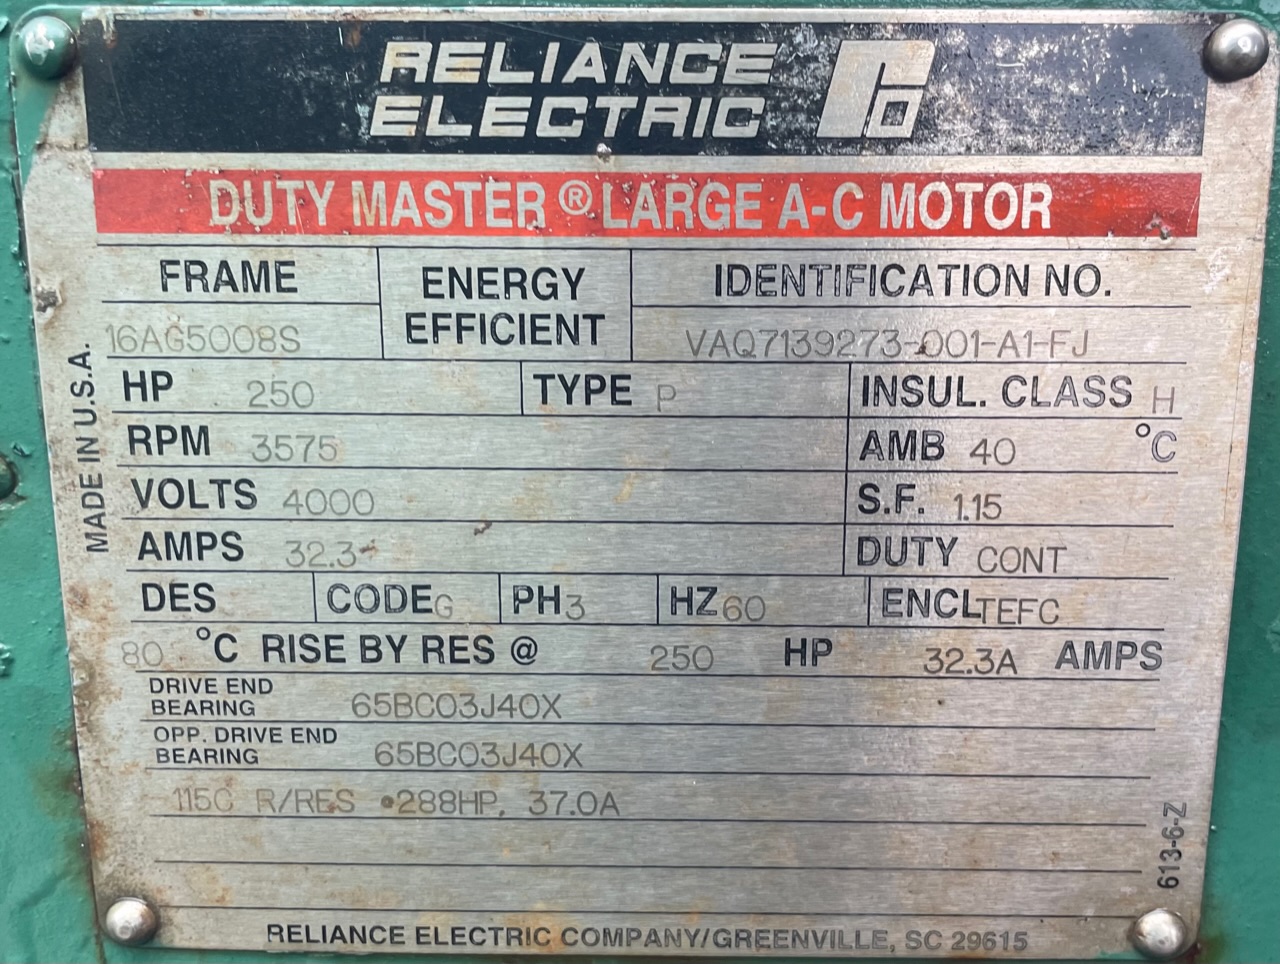 RELIANCE
ELECTRIC
DUTY MASTER ® LARGE A-C MOTOR
FRAME
16AG5008S
ENERGY
EFFICIENT
IDENTIFICATION NO.
VAQ7139273-001-A1-FJ
HP 250 TYPE P INSUL. CLASS H
RPM 3575 AMB 40 °C
VOLTS 4000 S.F. 1.15
AMPS 32.3 DUTY CONT
DES CODE G PH 3 HZ 60 ENCL TEFC
80 °C RISE BY RES @ 250 HP 32.3A AMPS
DRIVE END
BEARING 65BC03J40X
OPP. DRIVE END
BEARING 65BC03J40X
115C R/RES 288HP, 37.0A
RELIANCE ELECTRIC COMPANY/GREENVILLE, SC 29615
MADE IN U.S.A.
613-6-Z